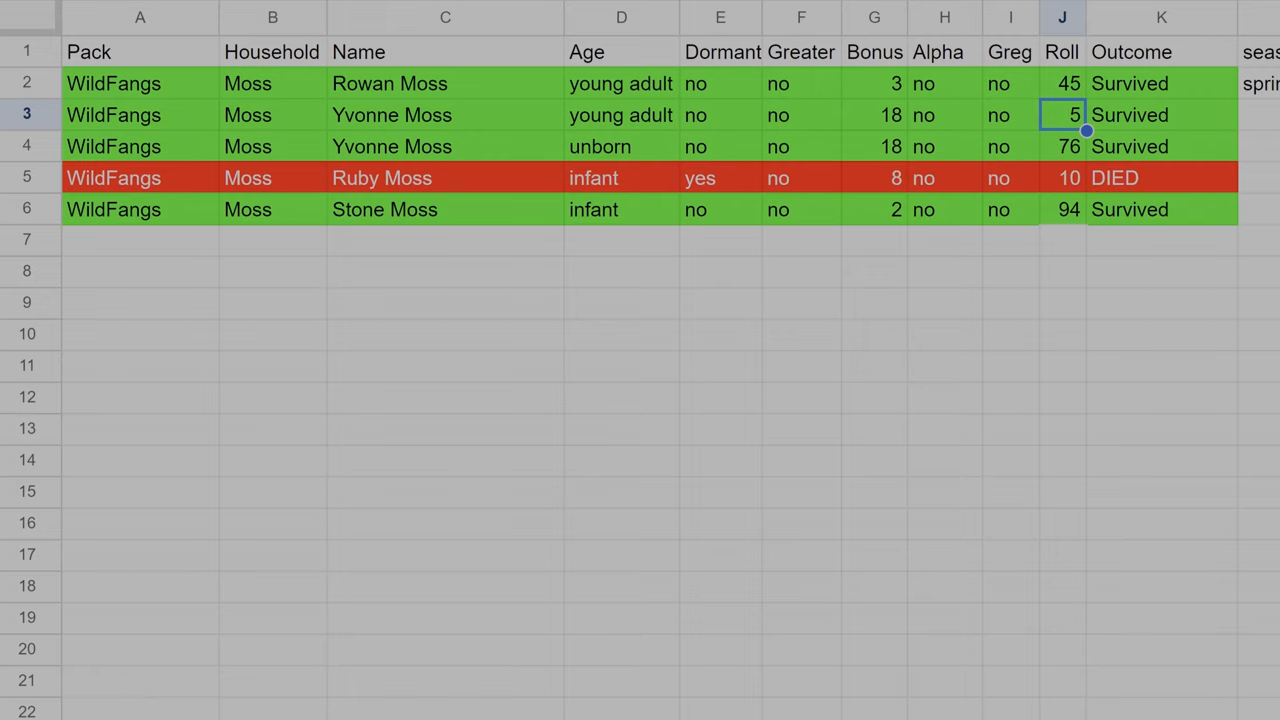 A B C D E F G H I J K
1 Pack Household Name Age Dormant Greater Bonus Alpha Greg Roll Outcome seas
2 WildFangs Moss Rowan Moss young adult no no 3 no no 45 Survived sprin
3 WildFangs Moss Yvonne Moss young adult no no 18 no no 5 Survived
4 WildFangs Moss Yvonne Moss unborn no no 18 no no 76 Survived
5 WildFangs Moss Ruby Moss infant yes no 8 no no 10 DIED
6 WildFangs Moss Stone Moss infant no no 2 no no 94 Survived
7
8
9
10
11
12
13
14
15
16
17
18
19
20
21
22